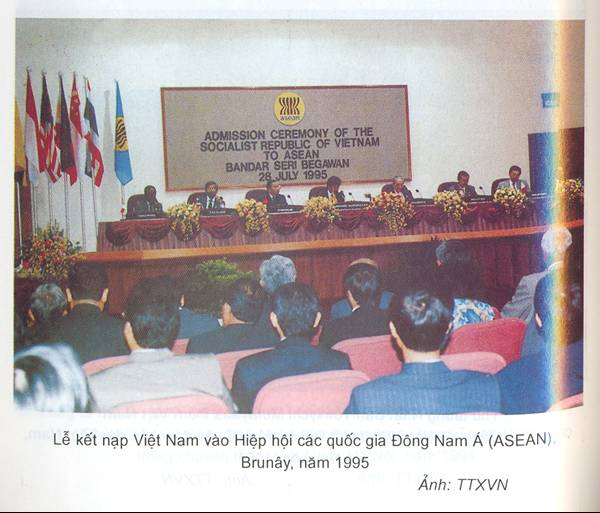 asean
ADMISSION CEREMONY OF THE
SOCIALIST REPUBLIC OF VIETNAM
TO ASEAN
BANDAR SERI BEGAWAN
28 JULY 1995
Lễ kết nạp Việt Nam vào Hiệp hội các quốc gia Đông Nam Á (ASEAN).
Brunây, năm 1995
Ảnh: TTXVN